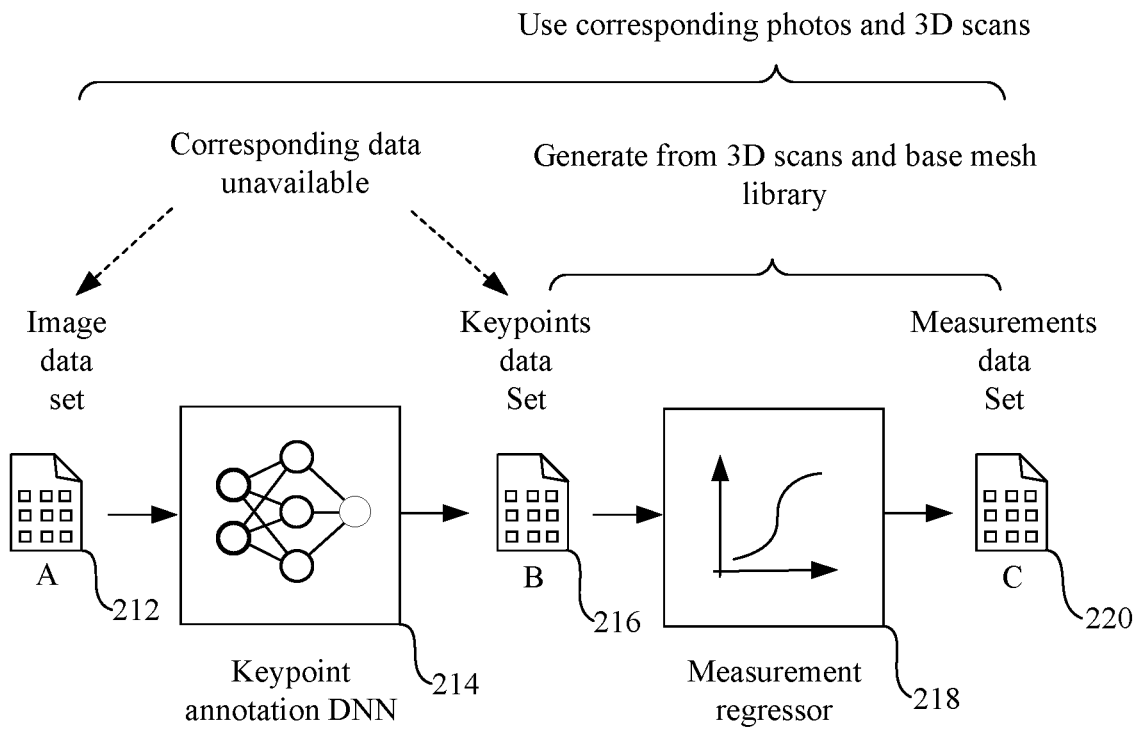 Use corresponding photos and 3D scans
Corresponding data
unavailable
Generate from 3D scans and base mesh
library
Image
data
set
Keypoints
data
Set
Measurements
data
Set
A
B
C
212
216
220
214
218
Keypoint
annotation DNN
Measurement
regressor